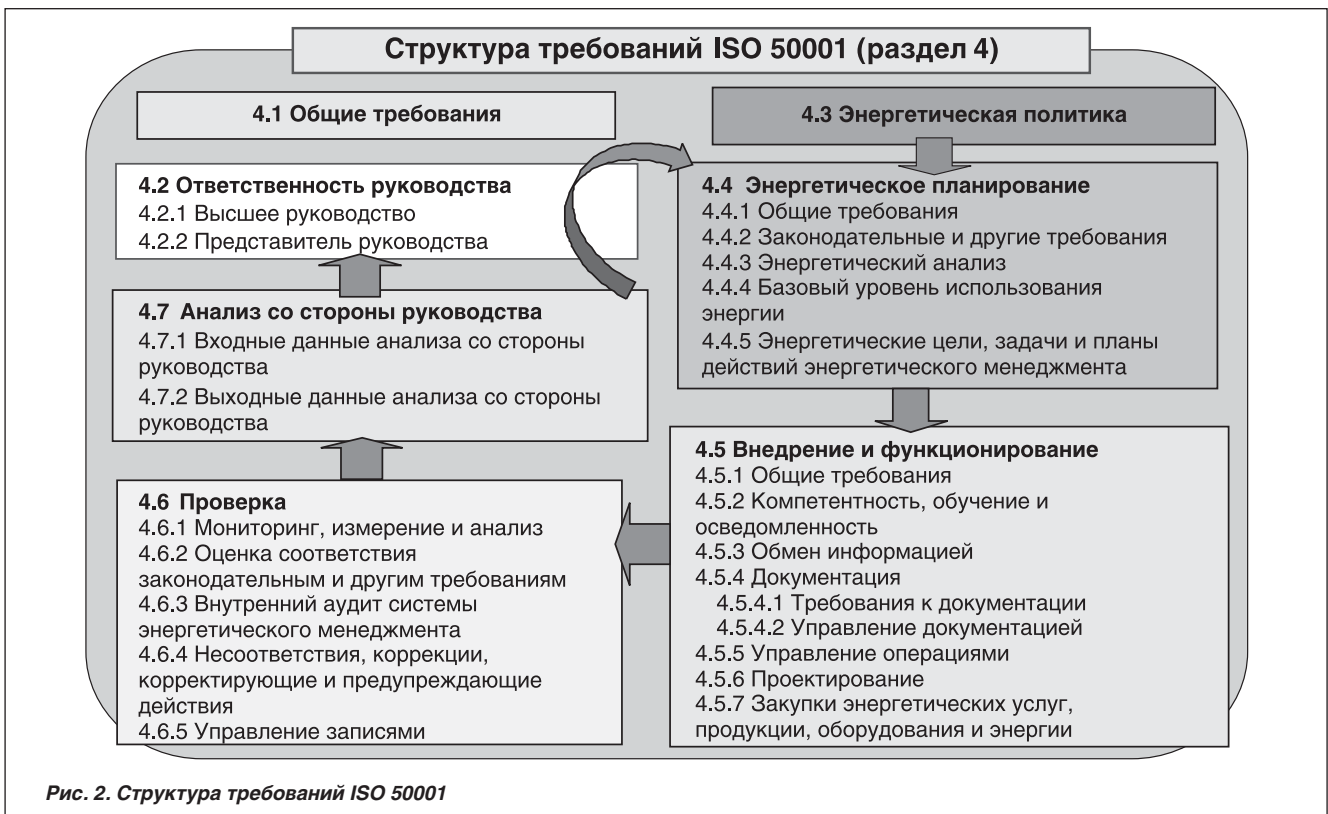 Структура требований ISO 50001 (раздел 4)
4.1 Общие требования
4.3 Энергетическая политика
4.2 Ответственность руководства
4.2.1 Высшее руководство
4.2.2 Представитель руководства
4.4 Энергетическое планирование
4.4.1 Общие требования
4.4.2 Законодательные и другие требования
4.4.3 Энергетический анализ
4.4.4 Базовый уровень использования
энергии
4.4.5 Энергетические цели, задачи и планы
действий энергетического менеджмента
4.7 Анализ со стороны руководства
4.7.1 Входные данные анализа со стороны
руководства
4.7.2 Выходные данные анализа со стороны
руководства
4.5 Внедрение и функционирование
4.5.1 Общие требования
4.5.2 Компетентность, обучение и
осведомленность
4.5.3 Обмен информацией
4.5.4 Документация
4.5.4.1 Требования к документации
4.5.4.2 Управление документацией
4.5.5 Управление операциями
4.5.6 Проектирование
4.5.7 Закупки энергетических услуг,
продукции, оборудования и энергии
4.6 Проверка
4.6.1 Мониторинг, измерение и анализ
4.6.2 Оценка соответствия
законодательным и другим требованиям
4.6.3 Внутренний аудит системы
энергетического менеджмента
4.6.4 Несоответствия, коррекции,
корректирующие и предупреждающие
действия
4.6.5 Управление записями
Рис. 2. Структура требований ISO 50001